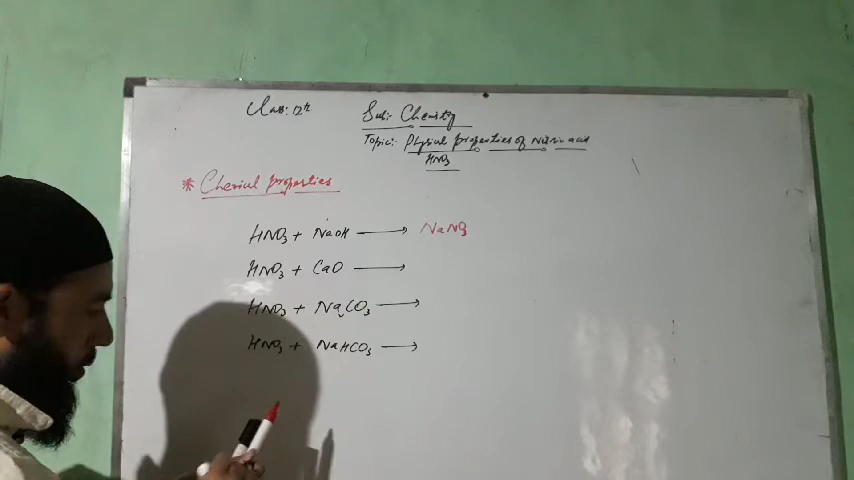 Class: 12th Sub: Chemistry
Topic: Physical properties of Nitric acid
HNO3
* Chemical properties
HNO3 + NaOH ⟶ NaNO3
HNO3 + CaO ⟶
HNO3 + Na2CO3 ⟶
HNO3 + NaHCO3 ⟶